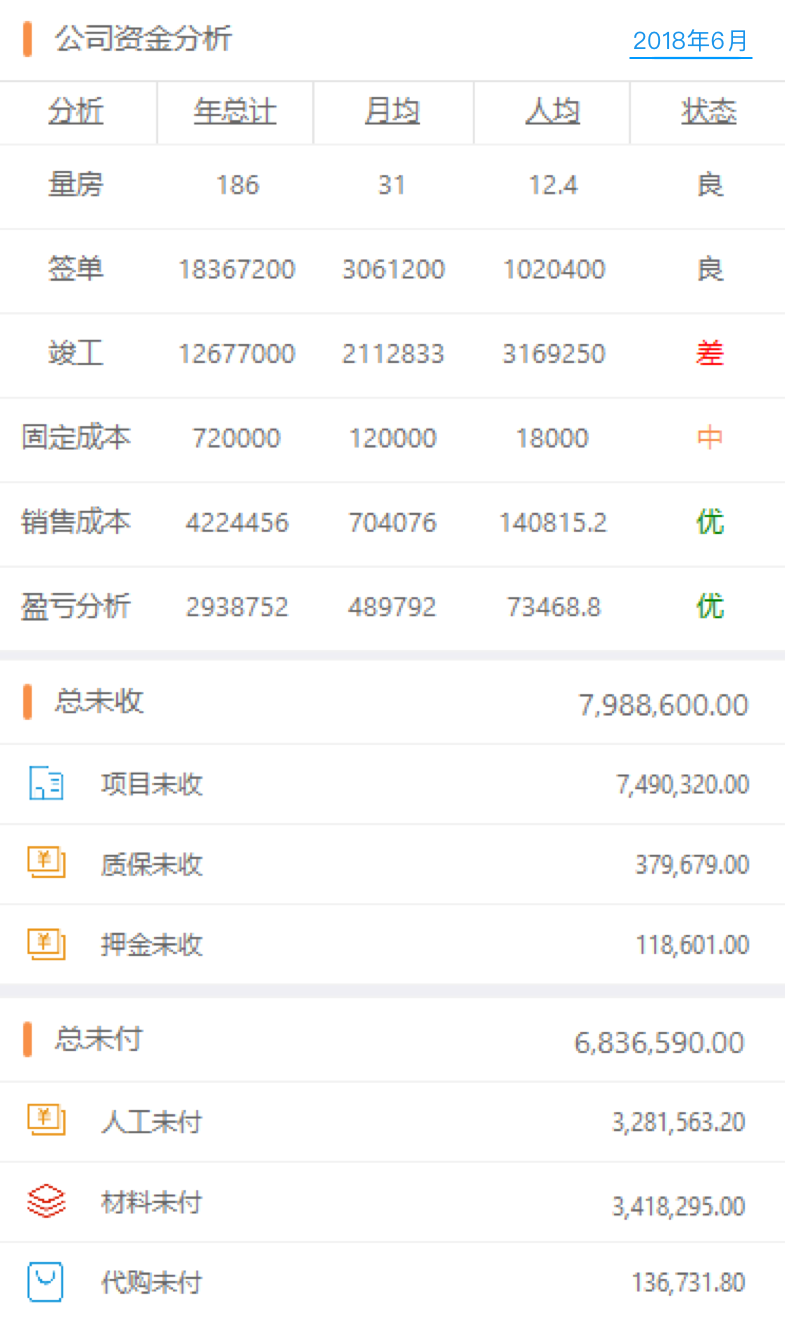 公司资金分析 2018年6月
分析 年总计 月均 人均 状态
量房 186 31 12.4 良
签单 18367200 3061200 1020400 良
竣工 12677000 2112833 3169250 差
固定成本 720000 120000 18000 中
销售成本 4224456 704076 140815.2 优
盈亏分析 2938752 489792 73468.8 优
总未收 7,988,600.00
项目未收 7,490,320.00
质保未收 379,679.00
押金未收 118,601.00
总未付 6,836,590.00
人工未付 3,281,563.20
材料未付 3,418,295.00
代购未付 136,731.80